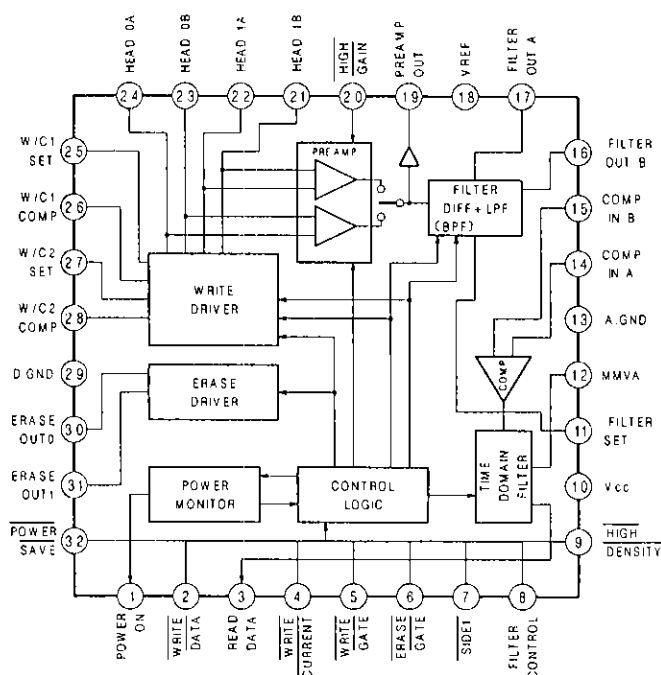 HEAD 0A
HEAD 0B
HEAD 1A
HEAD 1B
HIGH
GAIN
PREAMP
OUT
VREF
FILTER
OUT A
24
23
22
21
20
19
18
17
W/C1
SET
25
W/C1
COMP
26
W/C2
SET
27
W/C2
COMP
28
D.GND
29
ERASE
OUT0
30
ERASE
OUT1
31
POWER
SAVE
32
PREAMP
FILTER
DIFF + LPF
(BPF)
WRITE
DRIVER
ERASE
DRIVER
POWER
MONITOR
CONTROL
LOGIC
COMP
TIME
DOMAIN
FILTER
16
FILTER
OUT B
15
COMP
IN B
14
COMP
IN A
13
A.GND
12
MMVA
11
FILTER
SET
10
Vcc
9
HIGH
DENSITY
1
2
3
4
5
6
7
8
POWER
ON
WRITE
DATA
READ
DATA
WRITE
CURRENT
WRITE
GATE
ERASE
GATE
SIDE1
FILTER
CONTROL